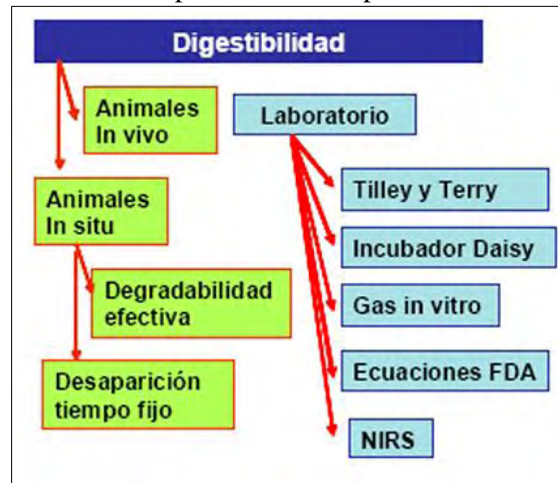 Digestibilidad
Animales
In vivo
Laboratorio
Animales
In situ
Tilley y Terry
Incubador Daisy
Degradabilidad
efectiva
Gas in vitro
Desaparición
tiempo fijo
Ecuaciones FDA
NIRS